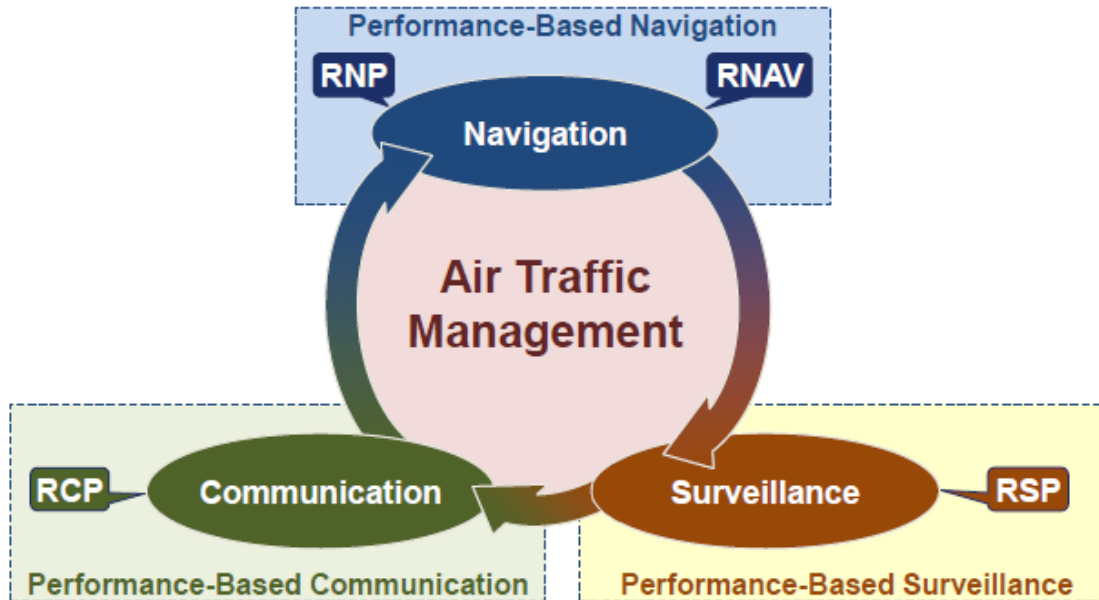 Performance-Based Navigation
RNP
RNAV
Navigation
Air Traffic
Management
RCP
Communication
Surveillance
RSP
Performance-Based Communication
Performance-Based Surveillance